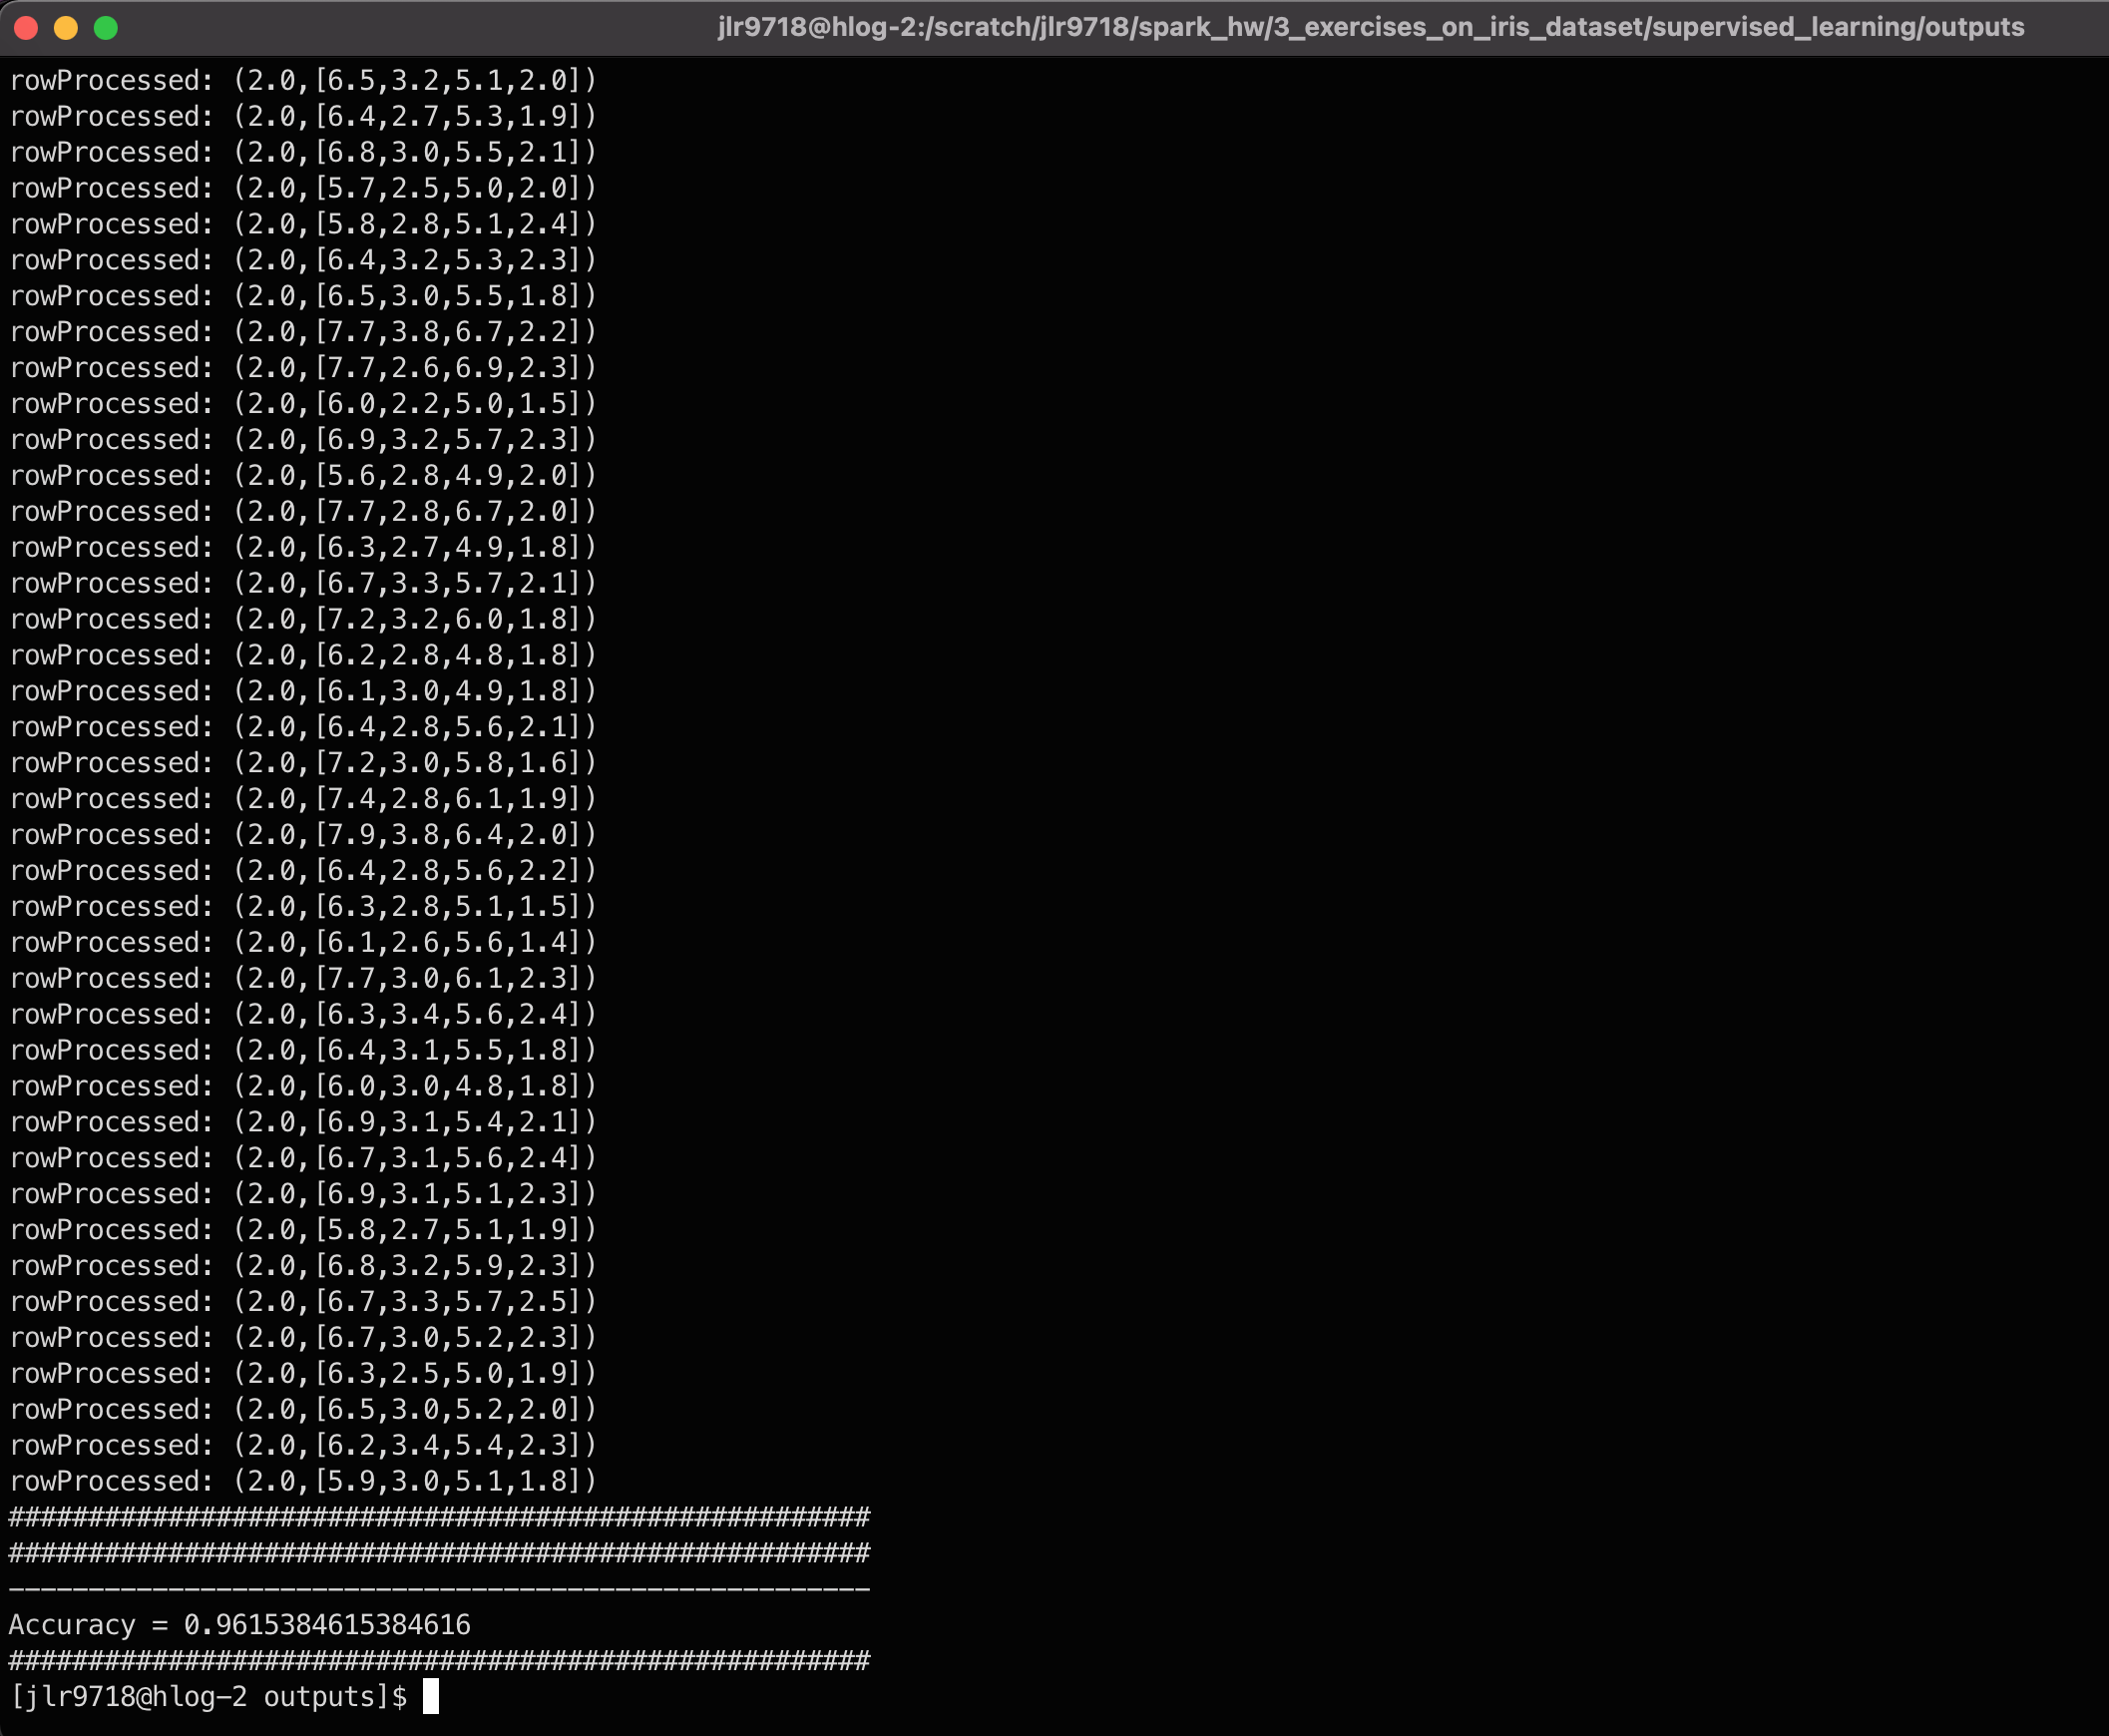 jlr9718@hlog-2:/scratch/jlr9718/spark_hw/3_exercises_on_iris_dataset/supervised_learning/outputs
rowProcessed: (2.0,[6.5,3.2,5.1,2.0])
rowProcessed: (2.0,[6.4,2.7,5.3,1.9])
rowProcessed: (2.0,[6.8,3.0,5.5,2.1])
rowProcessed: (2.0,[5.7,2.5,5.0,2.0])
rowProcessed: (2.0,[5.8,2.8,5.1,2.4])
rowProcessed: (2.0,[6.4,3.2,5.3,2.3])
rowProcessed: (2.0,[6.5,3.0,5.5,1.8])
rowProcessed: (2.0,[7.7,3.8,6.7,2.2])
rowProcessed: (2.0,[7.7,2.6,6.9,2.3])
rowProcessed: (2.0,[6.0,2.2,5.0,1.5])
rowProcessed: (2.0,[6.9,3.2,5.7,2.3])
rowProcessed: (2.0,[5.6,2.8,4.9,2.0])
rowProcessed: (2.0,[7.7,2.8,6.7,2.0])
rowProcessed: (2.0,[6.3,2.7,4.9,1.8])
rowProcessed: (2.0,[6.7,3.3,5.7,2.1])
rowProcessed: (2.0,[7.2,3.2,6.0,1.8])
rowProcessed: (2.0,[6.2,2.8,4.8,1.8])
rowProcessed: (2.0,[6.1,3.0,4.9,1.8])
rowProcessed: (2.0,[6.4,2.8,5.6,2.1])
rowProcessed: (2.0,[7.2,3.0,5.8,1.6])
rowProcessed: (2.0,[7.4,2.8,6.1,1.9])
rowProcessed: (2.0,[7.9,3.8,6.4,2.0])
rowProcessed: (2.0,[6.4,2.8,5.6,2.2])
rowProcessed: (2.0,[6.3,2.8,5.1,1.5])
rowProcessed: (2.0,[6.1,2.6,5.6,1.4])
rowProcessed: (2.0,[7.7,3.0,6.1,2.3])
rowProcessed: (2.0,[6.3,3.4,5.6,2.4])
rowProcessed: (2.0,[6.4,3.1,5.5,1.8])
rowProcessed: (2.0,[6.0,3.0,4.8,1.8])
rowProcessed: (2.0,[6.9,3.1,5.4,2.1])
rowProcessed: (2.0,[6.7,3.1,5.6,2.4])
rowProcessed: (2.0,[6.9,3.1,5.1,2.3])
rowProcessed: (2.0,[5.8,2.7,5.1,1.9])
rowProcessed: (2.0,[6.8,3.2,5.9,2.3])
rowProcessed: (2.0,[6.7,3.3,5.7,2.5])
rowProcessed: (2.0,[6.7,3.0,5.2,2.3])
rowProcessed: (2.0,[6.3,2.5,5.0,1.9])
rowProcessed: (2.0,[6.5,3.0,5.2,2.0])
rowProcessed: (2.0,[6.2,3.4,5.4,2.3])
rowProcessed: (2.0,[5.9,3.0,5.1,1.8])
######################################################
######################################################
------------------------------------------------------
Accuracy = 0.9615384615384616
######################################################
[jlr9718@hlog-2 outputs]$